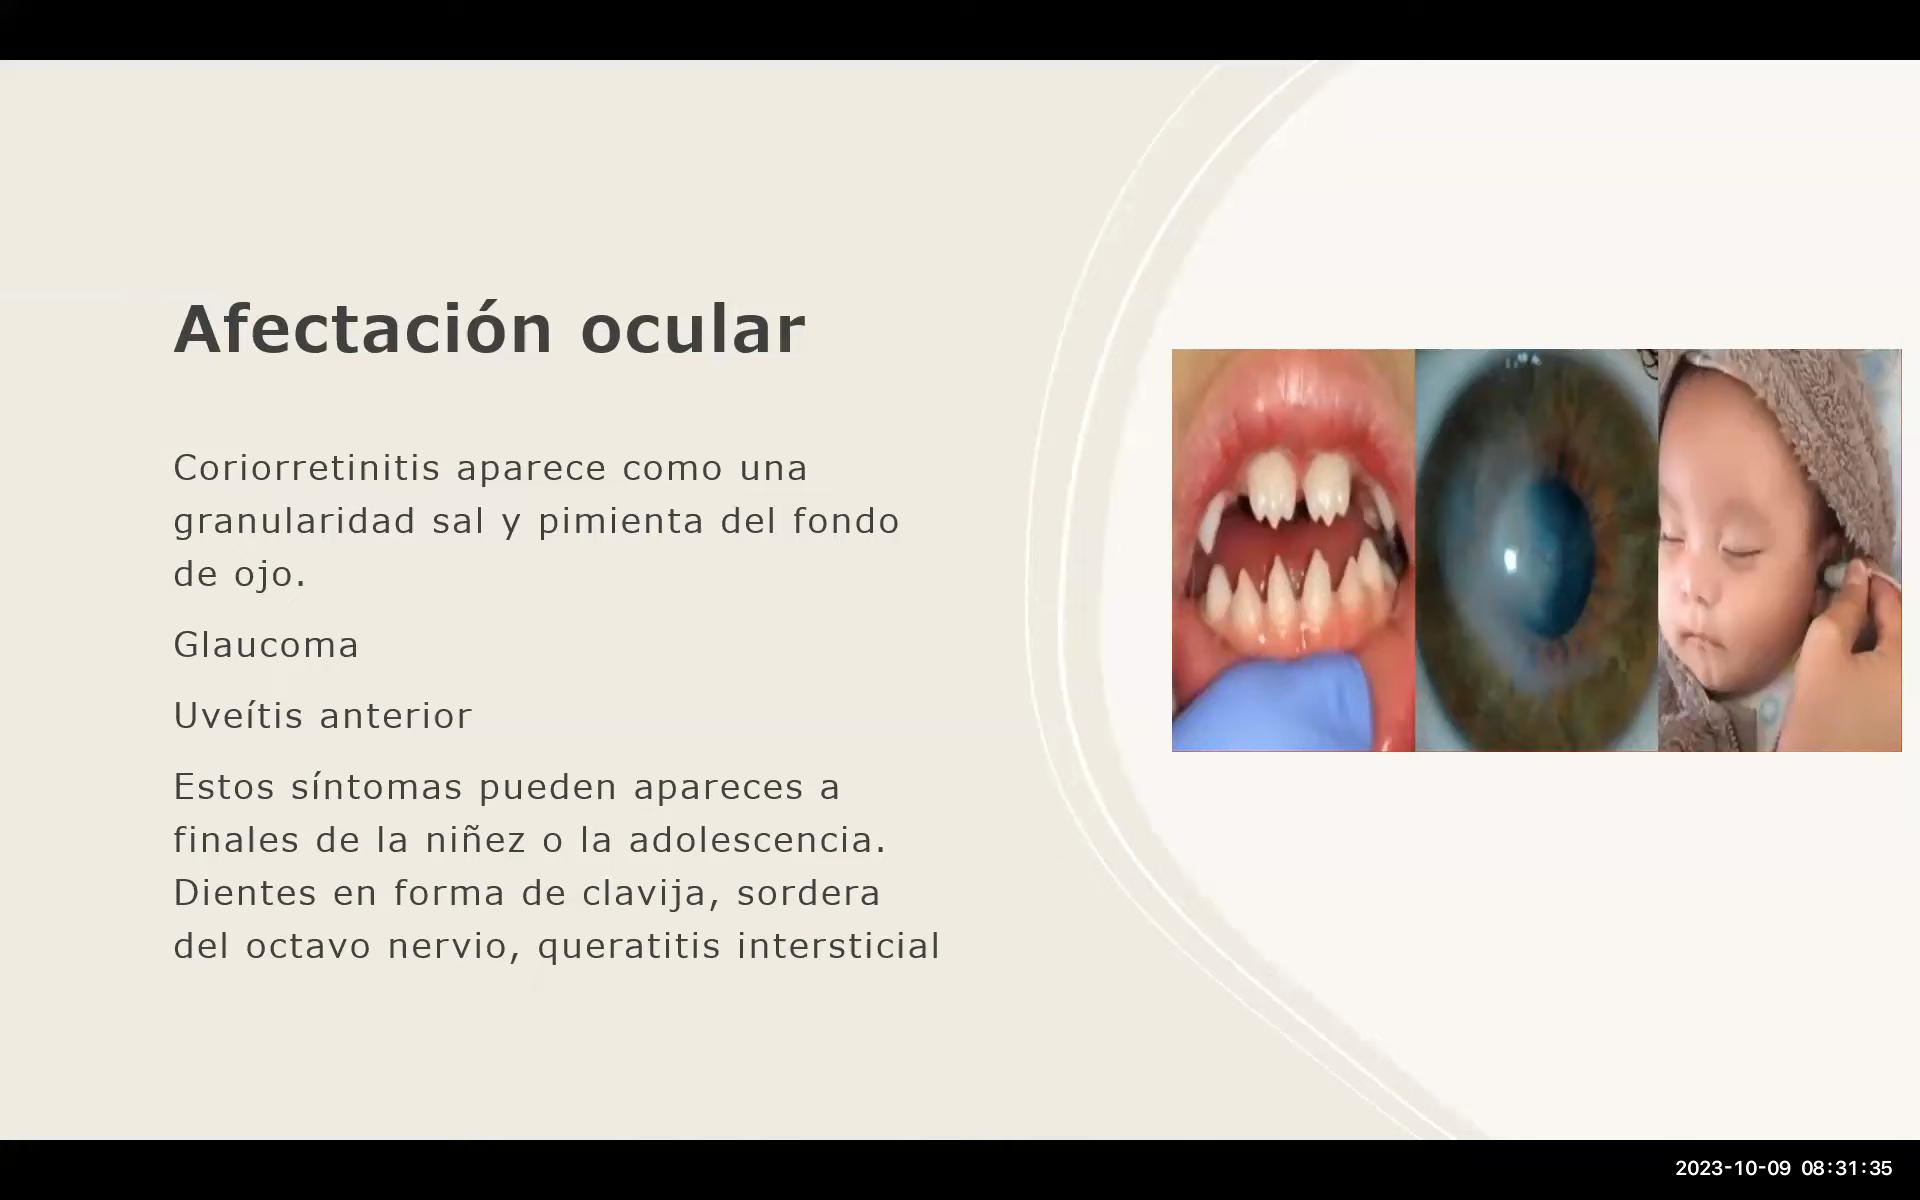 Afectación ocular
Coriorretinitis aparece como una
granularidad sal y pimienta del fondo
de ojo.
Glaucoma
Uveítis anterior
Estos síntomas pueden apareces a
finales de la niñez o la adolescencia.
Dientes en forma de clavija, sordera
del octavo nervio, queratitis intersticial
2023-10-09 08:31:35